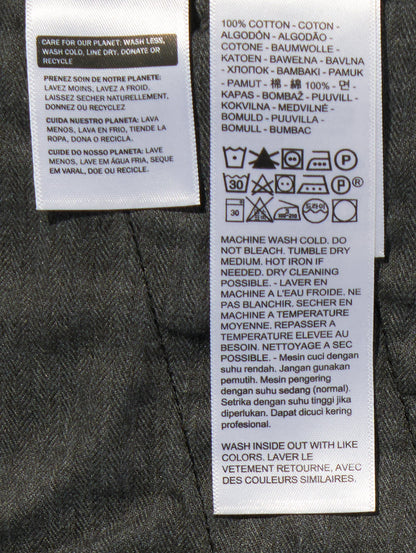 CARE FOR OUR PLANET: WASH LESS,
WASH COLD, LINE DRY, DONATE OR
RECYCLE
PRENEZ SOIN DE NOTRE PLANETE:
LAVEZ MOINS, LAVEZ A FROID,
LAISSEZ SECHER NATURELLEMENT,
DONNEZ OU RECYCLEZ
CUIDA NUESTRO PLANETA: LAVA
MENOS, LAVA EN FRIO, TIENDE LA
ROPA, DONA O RECICLA.
CUIDE DO NOSSO PLANETA: LAVE
MENOS, LAVE EM ÁGUA FRIA, SEQUE
EM VARAL, DOE OU RECICLE.
100% COTTON - COTON -
ALGODÓN - ALGODÃO -
COTONE - BAUMWOLLE -
KATOEN - BAWEŁNA - BAVLNA
- ХЛОПОК - BAMBAKI - PAMUK
- PAMUT - 棉 - 綿 100% - 면 -
KAPAS - BOMBAŽ - PUUVILL -
KOKVILNA - MEDVILNĖ -
BOMULD - PUUVILLA -
BOMULL - BUMBAC
P
30 P®
30 드라이
MACHINE WASH COLD. DO
NOT BLEACH. TUMBLE DRY
MEDIUM. HOT IRON IF
NEEDED. DRY CLEANING
POSSIBLE. - LAVER EN
MACHINE A L'EAU FROIDE. NE
PAS BLANCHIR. SECHER EN
MACHINE A TEMPERATURE
MOYENNE. REPASSER A
TEMPERATURE ELEVEE AU
BESOIN. NETTOYAGE A SEC
POSSIBLE. - Mesin cuci dengan
suhu rendah. Jangan gunakan
pemutih. Mesin pengering
dengan suhu sedang (normal).
Setrika dengan suhu tinggi jika
diperlukan. Dapat dicuci kering
profesional.
WASH INSIDE OUT WITH LIKE
COLORS. LAVER LE
VETEMENT RETOURNE, AVEC
DES COULEURS SIMILAIRES.